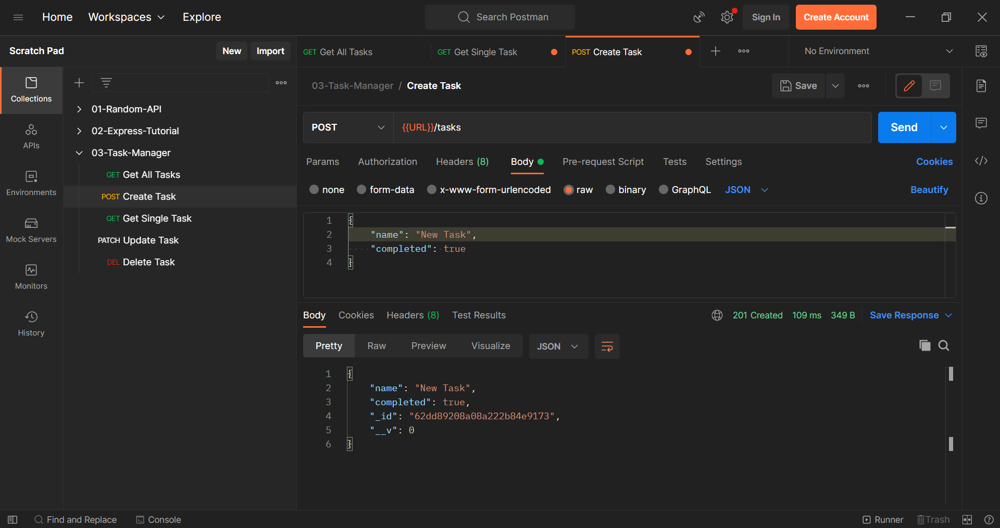 Home Workspaces Explore Search Postman Sign In Create Account
Scratch Pad New Import GET Get All Tasks GET Get Single Task POST Create Task No Environment
Collections
APIs
Environments
Mock Servers
Monitors
History
01-Random-API
02-Express-Tutorial
03-Task-Manager
GET Get All Tasks
POST Create Task
GET Get Single Task
PATCH Update Task
DEL Delete Task
03-Task-Manager / Create Task Save
POST {{URL}}/tasks Send
Params Authorization Headers (8) Body Pre-request Script Tests Settings Cookies
none form-data x-www-form-urlencoded raw binary GraphQL JSON Beautify
1 {
2 "name": "New Task",
3 "completed": true
4 }
Body Cookies Headers (8) Test Results 201 Created 109 ms 349 B Save Response
Pretty Raw Preview Visualize JSON
1 {
2 "name": "New Task",
3 "completed": true,
4 "_id": "62dd89208a08a222b84e9173",
5 "__v": 0
6 }
Find and Replace Console Runner Trash